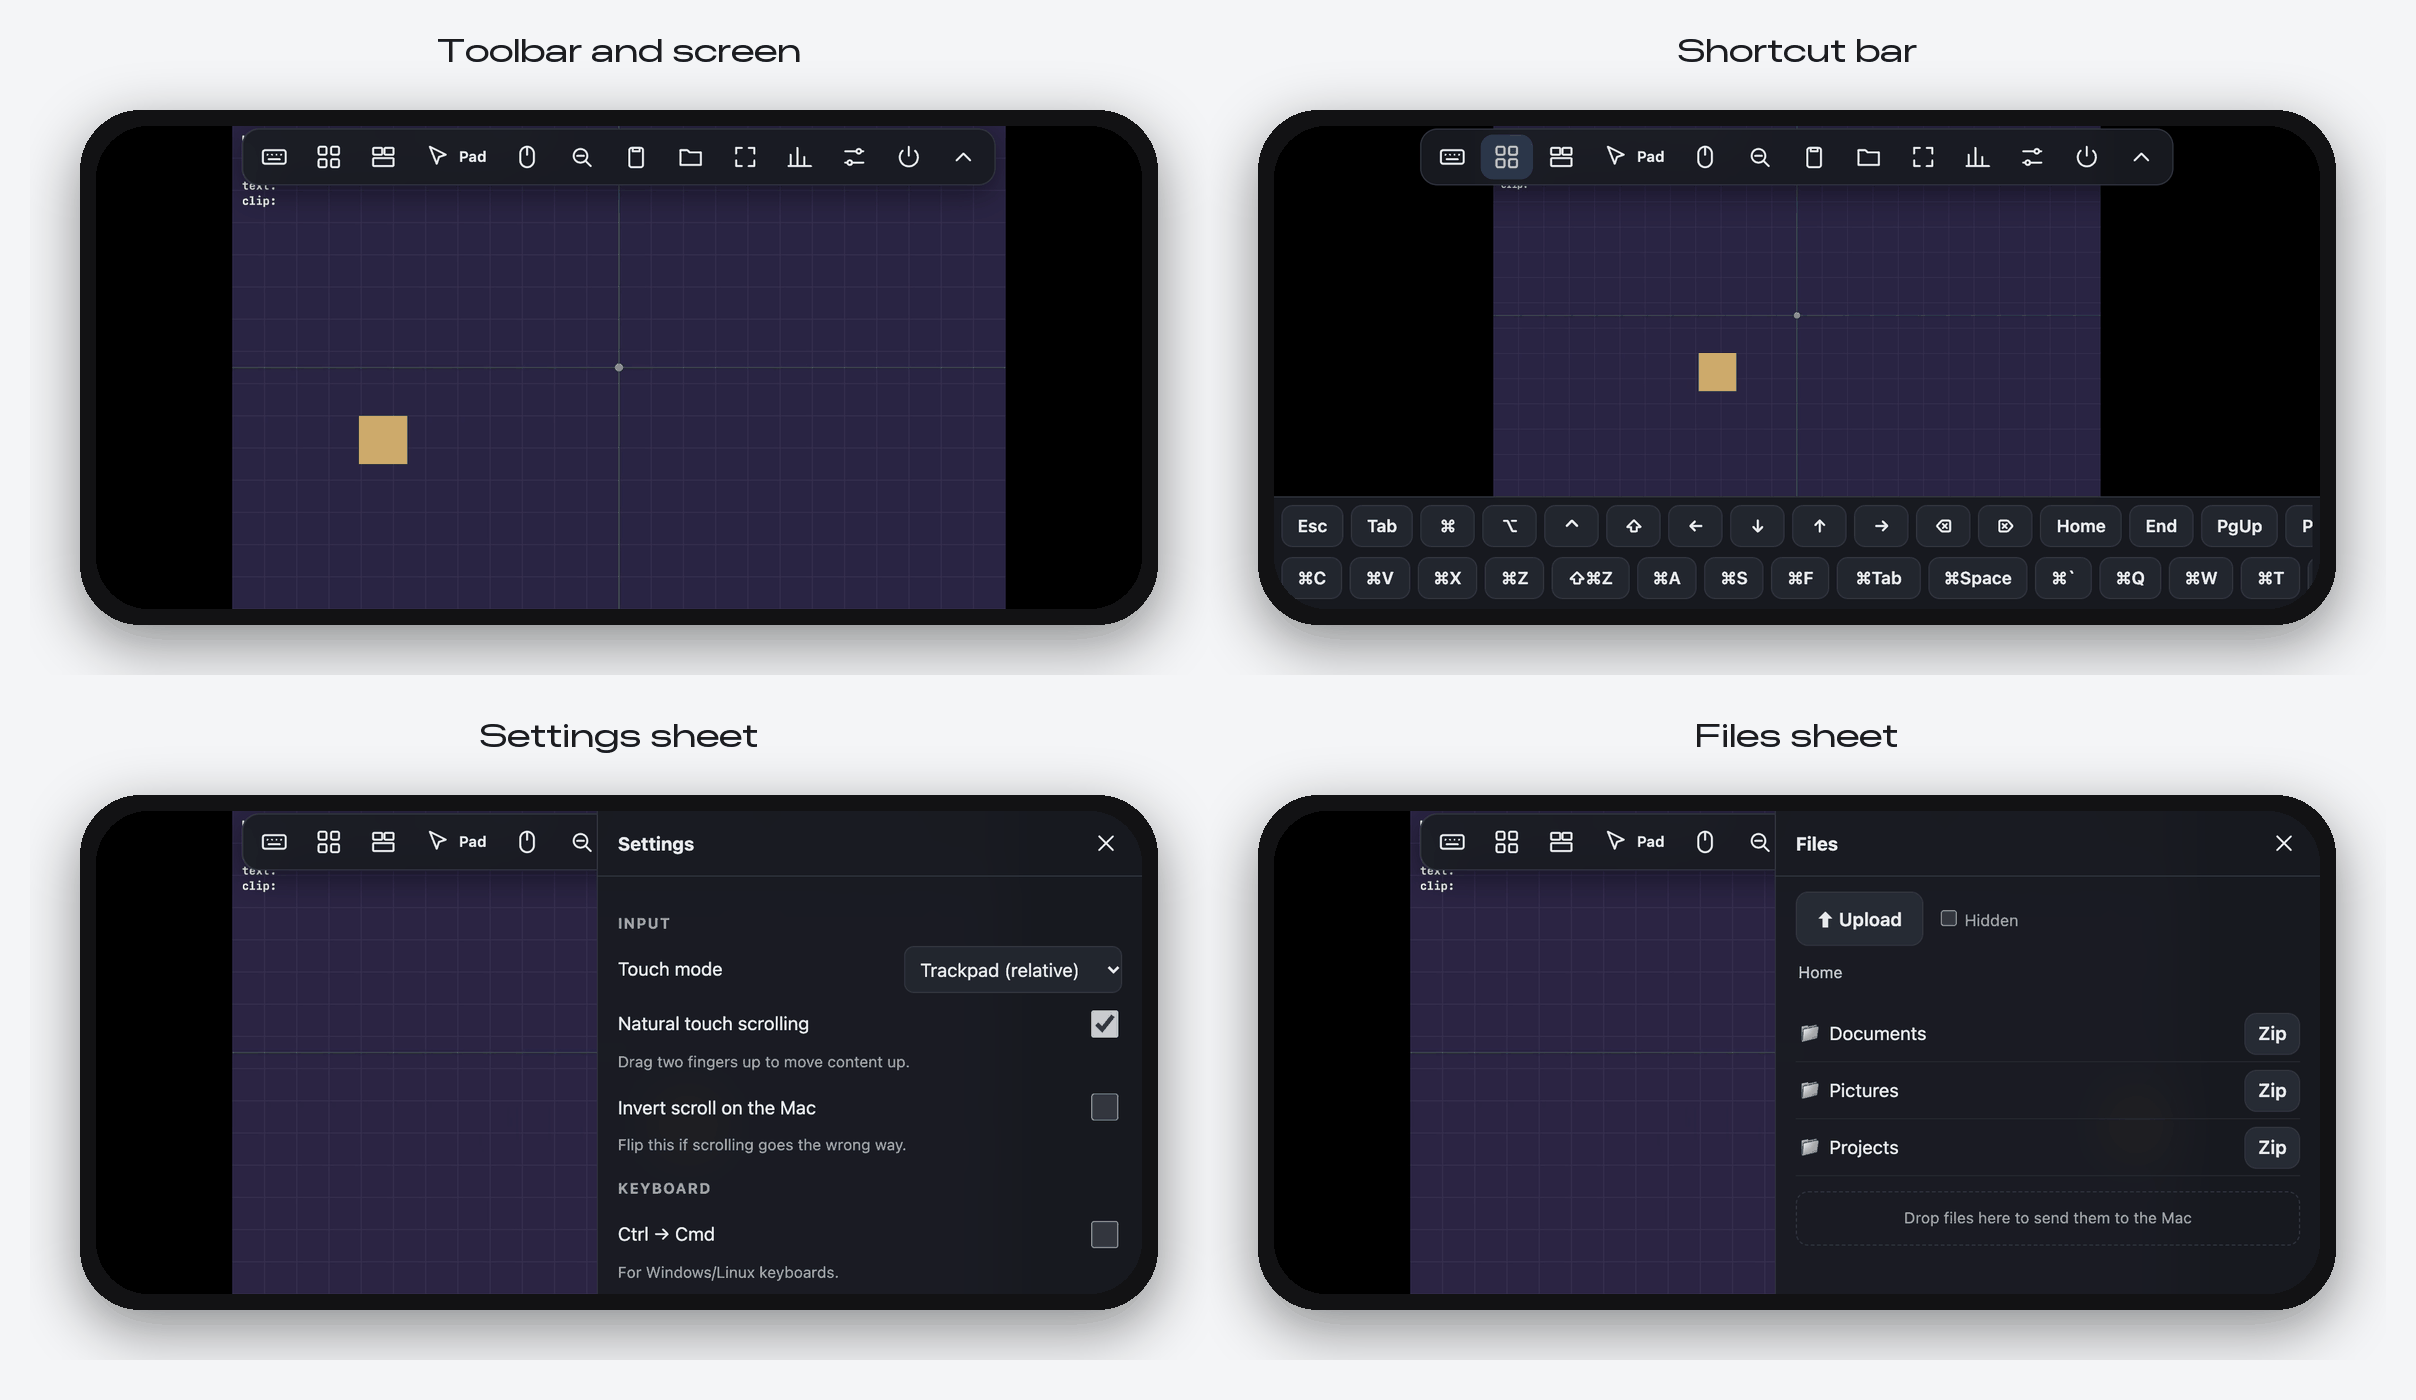 Toolbar and screen
Pad
text:
clip:
Shortcut bar
Pad
clip:
Esc Tab ⌘ ⌥ ^ ⇧ ← ↓ ↑ → ⌫ ⌦ Home End PgUp P
⌘C ⌘V ⌘X ⌘Z ⇧⌘Z ⌘A ⌘S ⌘F ⌘Tab ⌘Space ⌘` ⌘Q ⌘W ⌘T
Settings sheet
Pad
text:
clip:
Settings
INPUT
Touch mode Trackpad (relative)
Natural touch scrolling
Drag two fingers up to move content up.
Invert scroll on the Mac
Flip this if scrolling goes the wrong way.
KEYBOARD
Ctrl → Cmd
For Windows/Linux keyboards.
Files sheet
Pad
text:
clip:
Files
⬆ Upload Hidden
Home
Documents Zip
Pictures Zip
Projects Zip
Drop files here to send them to the Mac